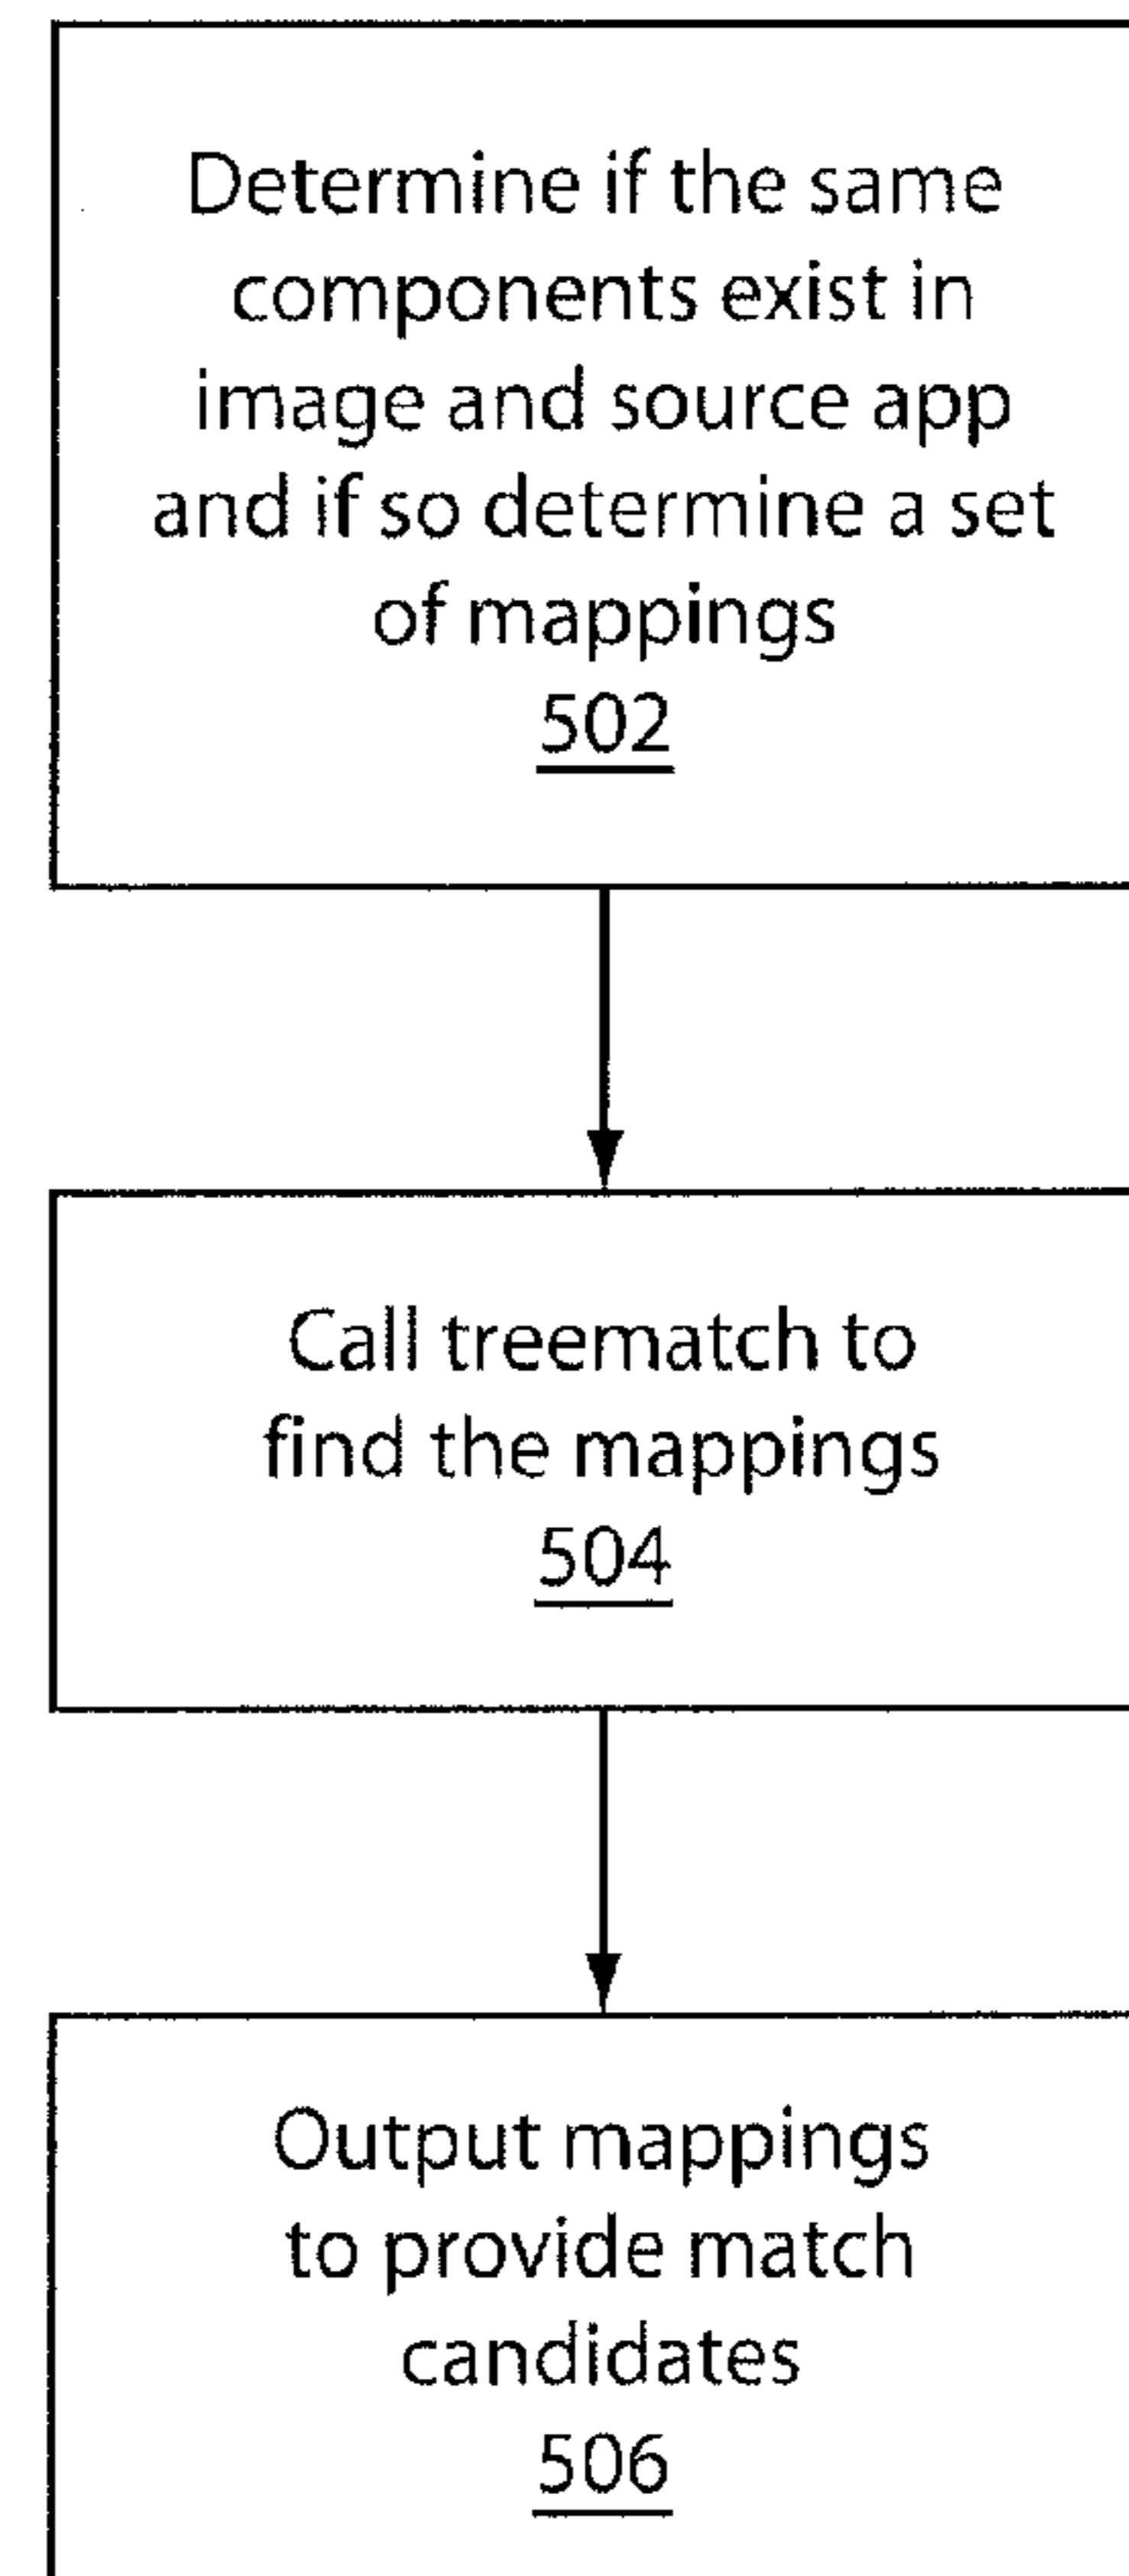 Determine if the same
components exist in
image and source app
and if so determine a set
of mappings
502
Call treematch to
find the mappings
504
Output mappings
to provide match
candidates
506